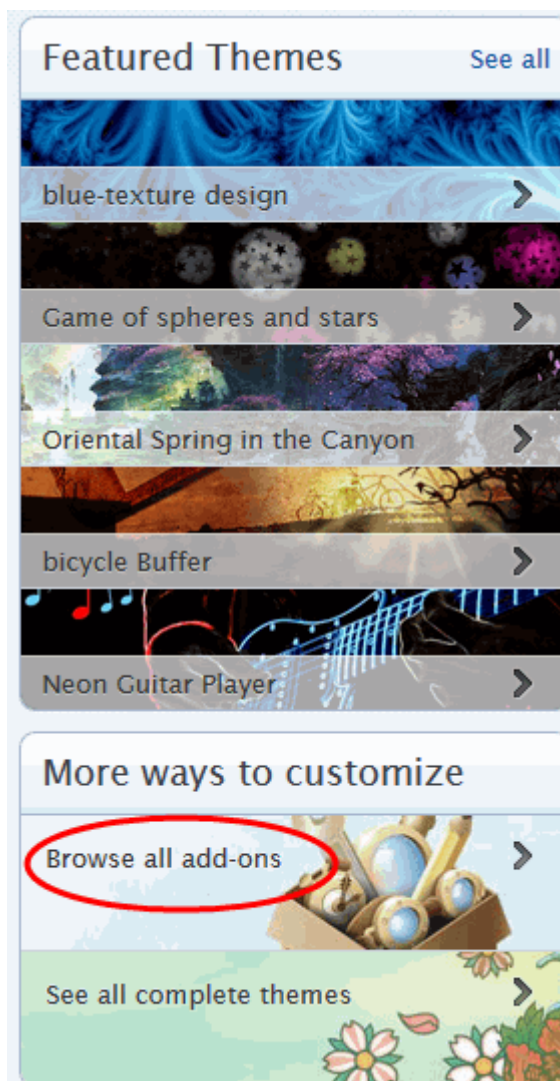 Featured Themes See all
blue-texture design
Game of spheres and stars
Oriental Spring in the Canyon
bicycle Buffer
Neon Guitar Player
More ways to customize
Browse all add-ons
See all complete themes